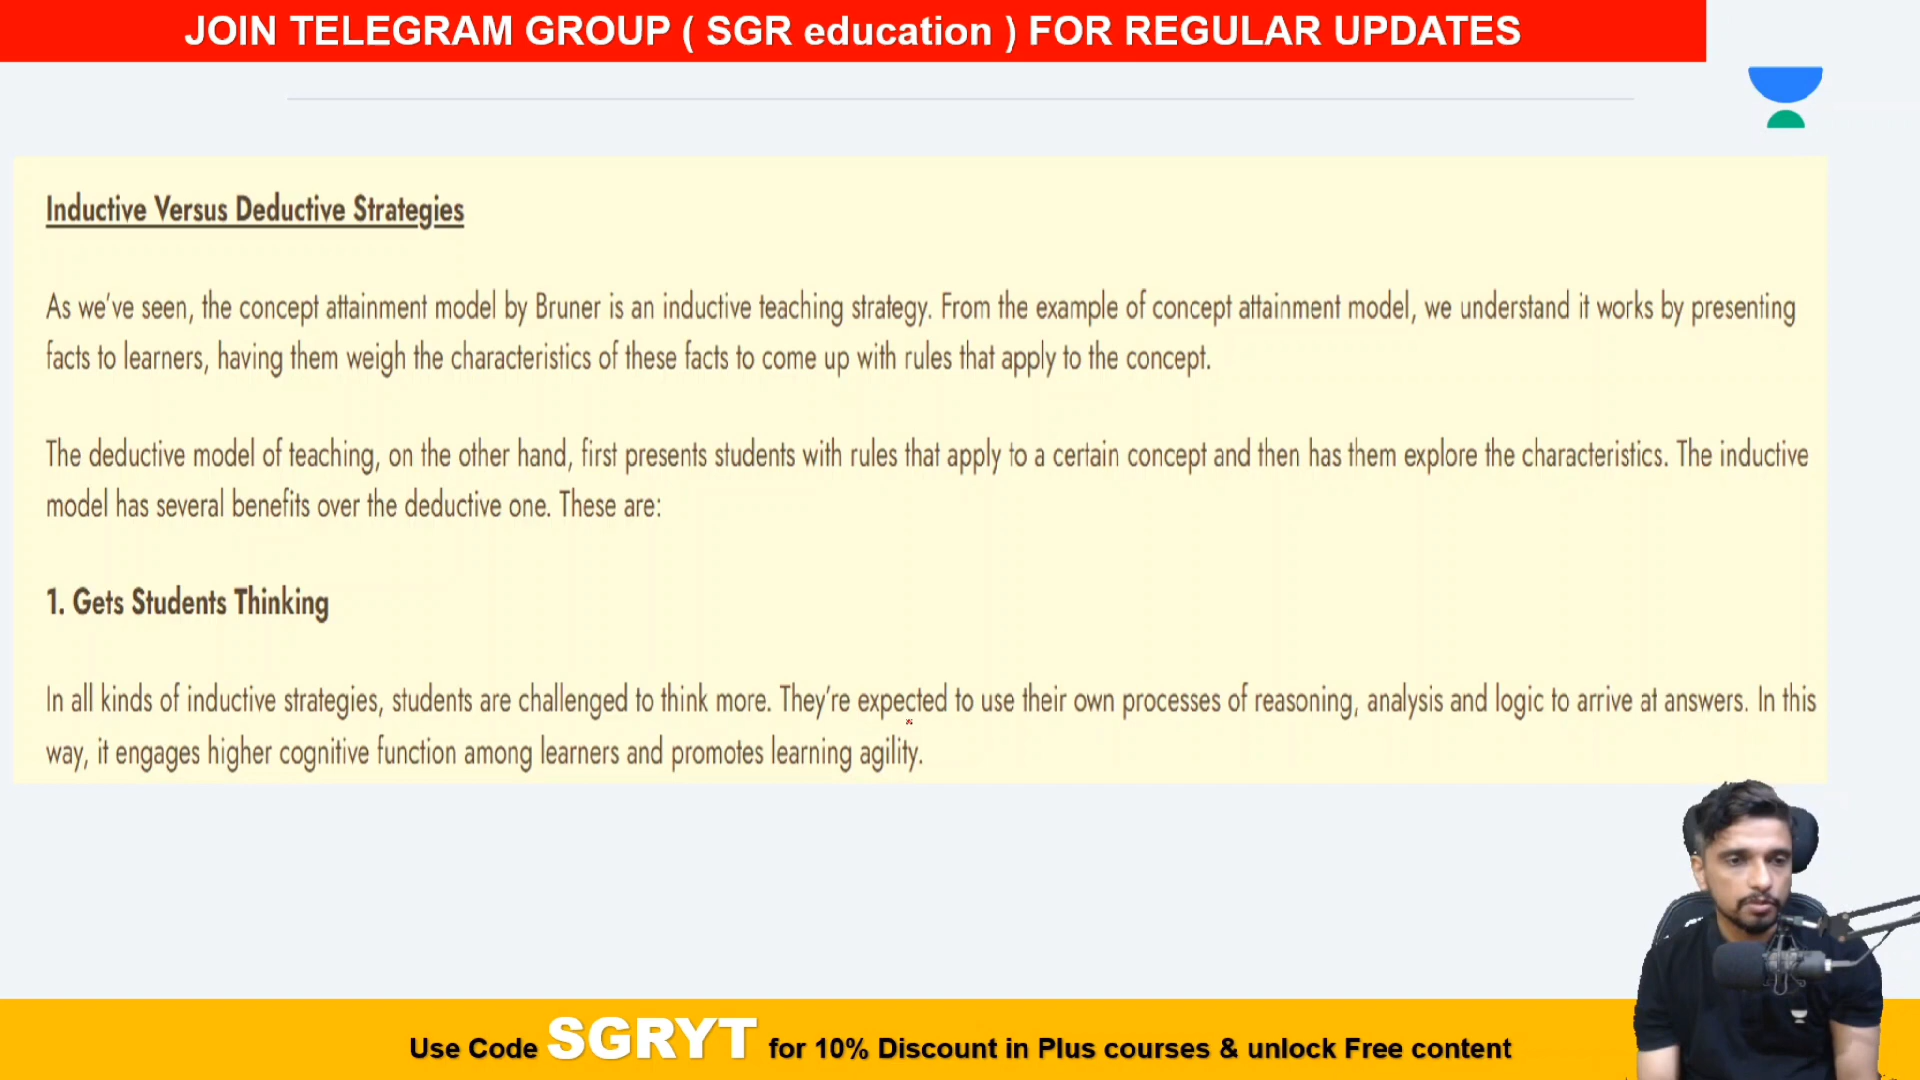 JOIN TELEGRAM GROUP ( SGR education ) FOR REGULAR UPDATES
Inductive Versus Deductive Strategies
As we've seen, the concept attainment model by Bruner is an inductive teaching strategy. From the example of concept attainment model, we understand it works by presenting
facts to learners, having them weigh the characteristics of these facts to come up with rules that apply to the concept.
The deductive model of teaching, on the other hand, first presents students with rules that apply to a certain concept and then has them explore the characteristics. The inductive
model has several benefits over the deductive one. These are:
1. Gets Students Thinking
In all kinds of inductive strategies, students are challenged to think more. They're expected to use their own processes of reasoning, analysis and logic to arrive at answers. In this
way, it engages higher cognitive function among learners and promotes learning agility.
Use Code SGRYT for 10% Discount in Plus courses & unlock Free content